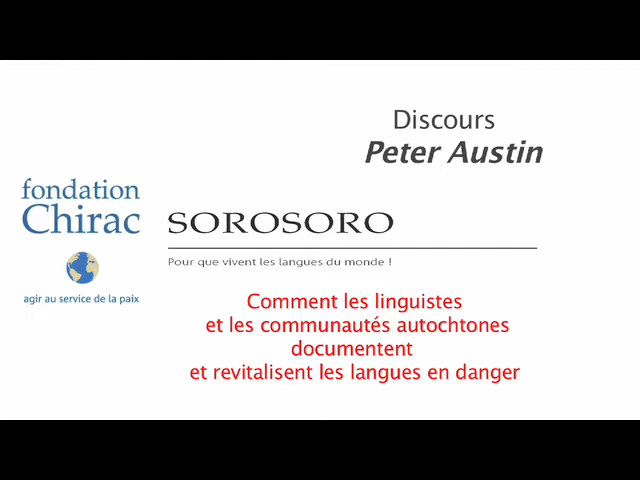 Discours
Peter Austin
fondation
Chirac
agir au service de la paix
SOROSORO
Pour que vivent les langues du monde !
Comment les linguistes
et les communautés autochtones
documentent
et revitalisent les langues en danger